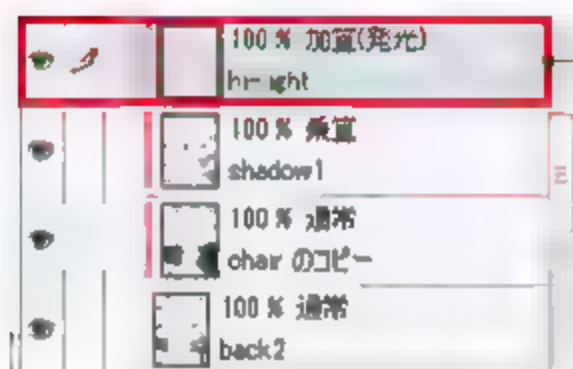 100 % 加算(発光)
100 % 乗算
shadow1
100 % 通常
chair のコピー
100 % 通常
back2